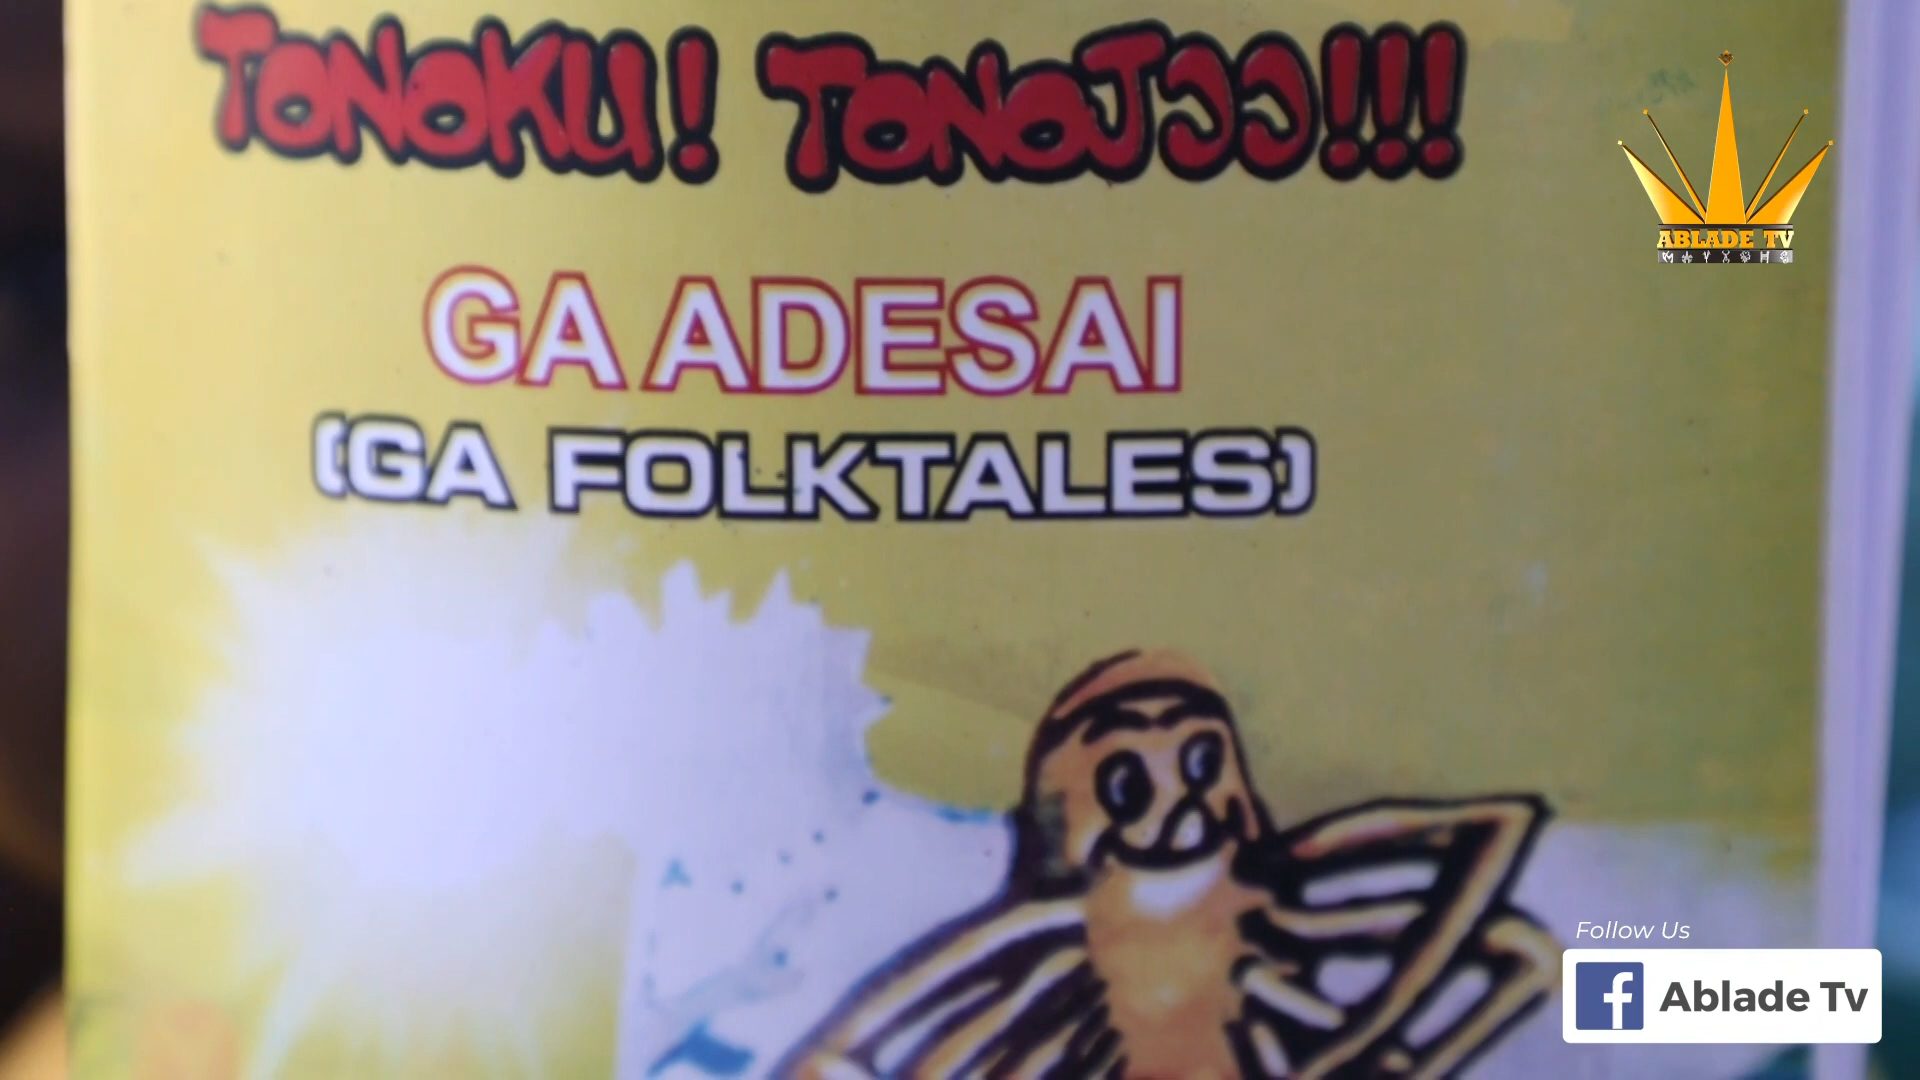 TONOKU! TONOJƆƆ!!!
GA ADESAI
(GA FOLKTALES)
ABLADE TV
Follow Us
Ablade Tv